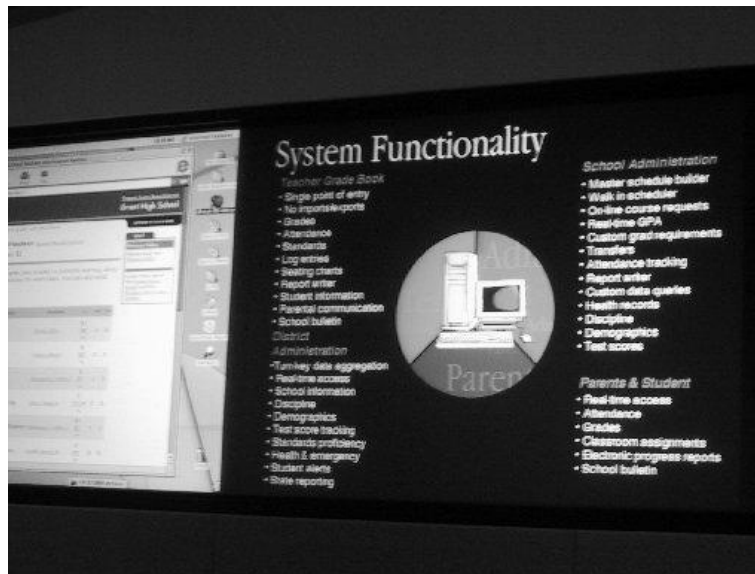 Grant High School
System Functionality
Teacher Grade Book
• Single point of entry
• No imports/exports
• Grades
• Attendance
• Standards
• Log entries
• Seating charts
• Report writer
• Student information
• Parental communication
• School bulletin
District
Administration
• Turn-key data aggregation
• Real-time access
• School information
• Discipline
• Demographics
• Test score tracking
• Standards proficiency
• Health & emergency
• Student alerts
• State reporting
Adm
Paren
School Administration
• Master schedule builder
• Walk in scheduler
• On-line course requests
• Real-time GPA
• Custom grad requirements
• Transfers
• Attendance tracking
• Report writer
• Custom data queries
• Health records
• Discipline
• Demographics
• Test scores
Parents & Student
• Real-time access
• Attendance
• Grades
• Classroom assignments
• Electronic progress reports
• School bulletin